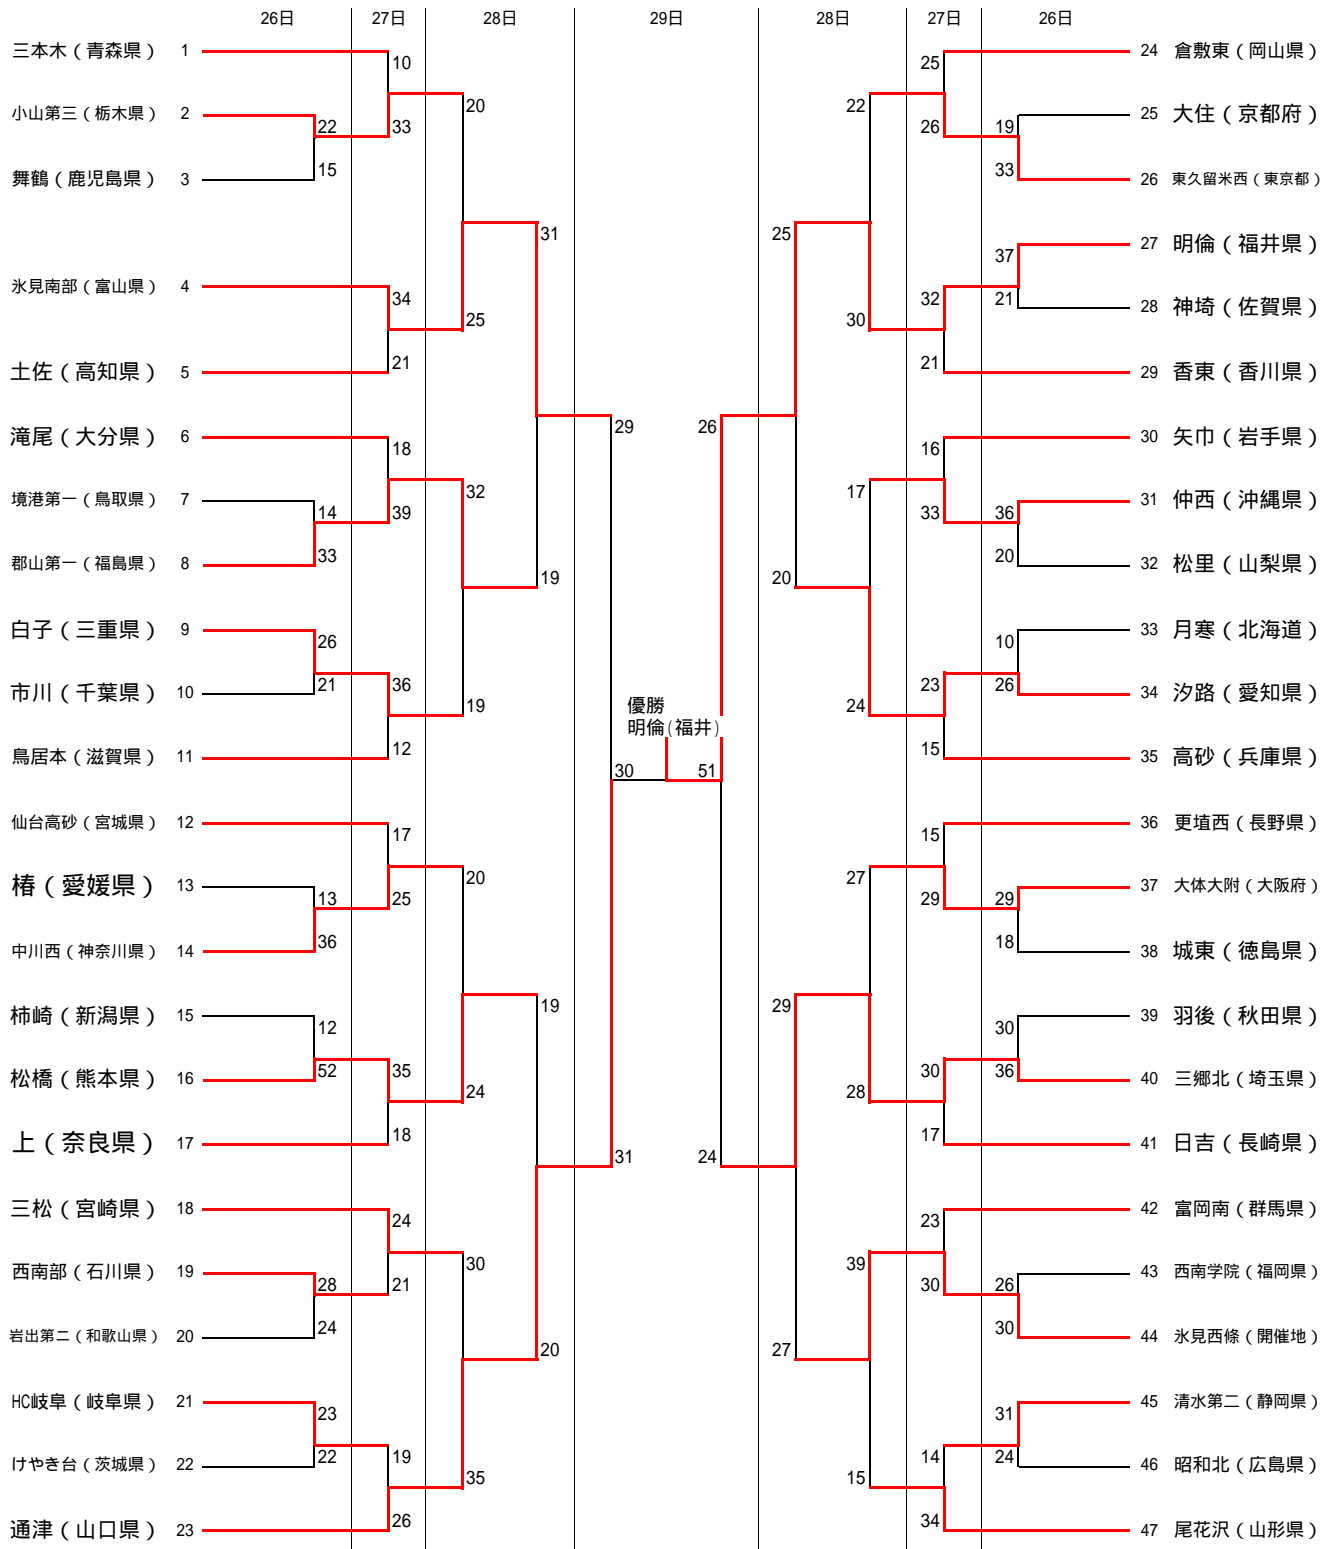 26日 27日 28日 29日 28日 27日 26日
三本木（青森県） 1
小山第三（栃木県） 2
舞鶴（鹿児島県） 3
氷見南部（富山県） 4
土佐（高知県） 5
滝尾（大分県） 6
境港第一（鳥取県） 7
郡山第一（福島県） 8
白子（三重県） 9
市川（千葉県） 10
鳥居本（滋賀県） 11
仙台高砂（宮城県） 12
椿（愛媛県） 13
中川西（神奈川県） 14
柿崎（新潟県） 15
松橋（熊本県） 16
上（奈良県） 17
三松（宮崎県） 18
西南部（石川県） 19
岩出第二（和歌山県） 20
HC岐阜（岐阜県） 21
けやき台（茨城県） 22
通津（山口県） 23
22
15
14
33
26
21
13
36
12
52
28
24
23
22
10
33
34
21
18
39
36
12
17
25
35
18
24
21
19
26
20
25
32
19
20
24
30
35
31
19
19
20
29
31
30
優勝
明倫(福井)
51
26
24
25
20
29
27
22
30
17
24
27
28
39
15
25
26
32
21
16
33
23
15
15
29
30
17
23
30
14
34
19
33
37
21
36
20
10
26
29
18
30
36
26
30
31
24
24 倉敷東（岡山県）
25 大住（京都府）
26 東久留米西（東京都）
27 明倫（福井県）
28 神埼（佐賀県）
29 香東（香川県）
30 矢巾（岩手県）
31 仲西（沖縄県）
32 松里（山梨県）
33 月寒（北海道）
34 汐路（愛知県）
35 高砂（兵庫県）
36 更埴西（長野県）
37 大体大附（大阪府）
38 城東（徳島県）
39 羽後（秋田県）
40 三郷北（埼玉県）
41 日吉（長崎県）
42 富岡南（群馬県）
43 西南学院（福岡県）
44 氷見西條（開催地）
45 清水第二（静岡県）
46 昭和北（広島県）
47 尾花沢（山形県）